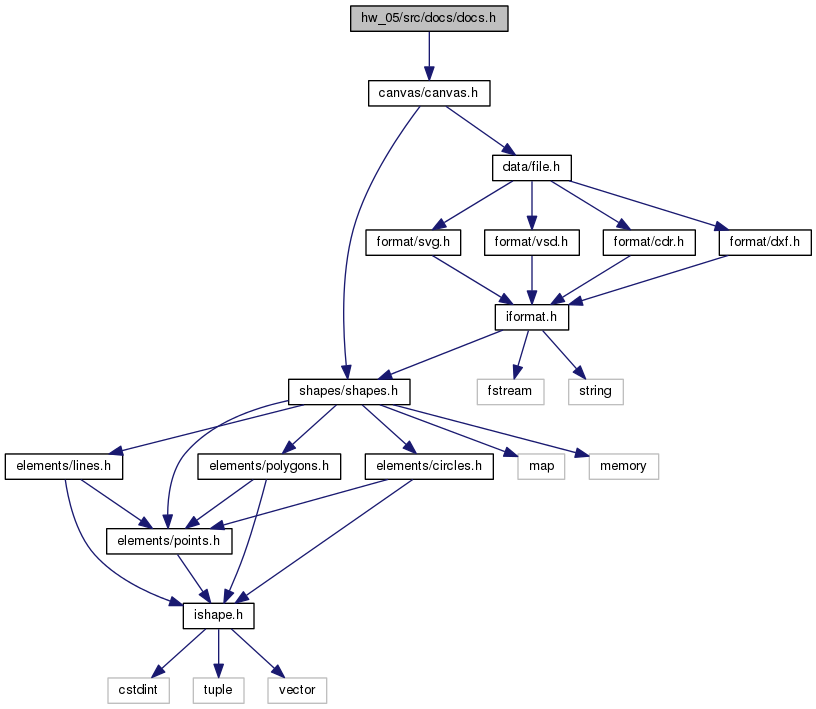 hw_05/src/docs/docs.h
canvas/canvas.h
data/file.h
format/svg.h
format/vsd.h
format/cdr.h
format/dxf.h
iformat.h
shapes/shapes.h
fstream
string
elements/lines.h
elements/polygons.h
elements/circles.h
map
memory
elements/points.h
ishape.h
cstdint
tuple
vector